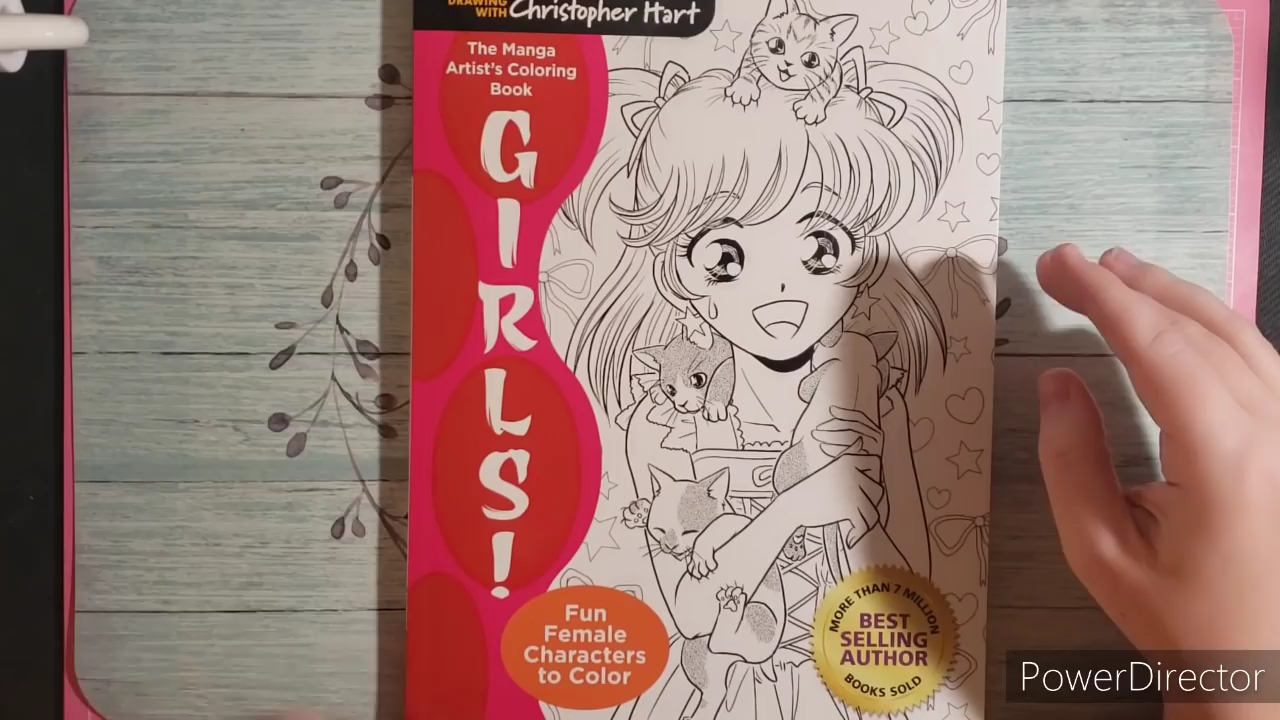 DRAWING
WITH Christopher Hart
The Manga
Artist's Coloring
Book
GIRLS!
Fun
Female
Characters
to Color
MORE THAN 7 MILLION
BEST
SELLING
AUTHOR
BOOKS SOLD
PowerDirector